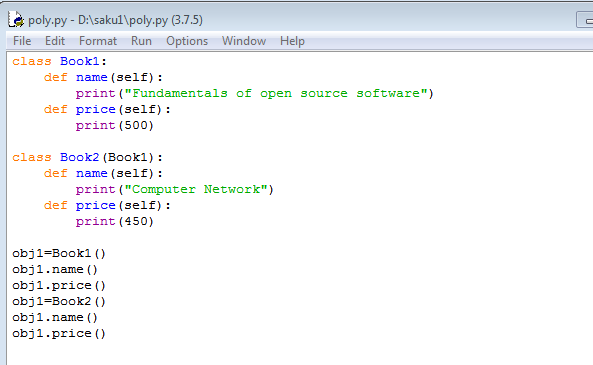 poly.py - D:\saku1\poly.py (3.7.5)
File Edit Format Run Options Window Help
class Book1:
    def name(self):
        print("Fundamentals of open source software")
    def price(self):
        print(500)

class Book2(Book1):
    def name(self):
        print("Computer Network")
    def price(self):
        print(450)

obj1=Book1()
obj1.name()
obj1.price()
obj1=Book2()
obj1.name()
obj1.price()